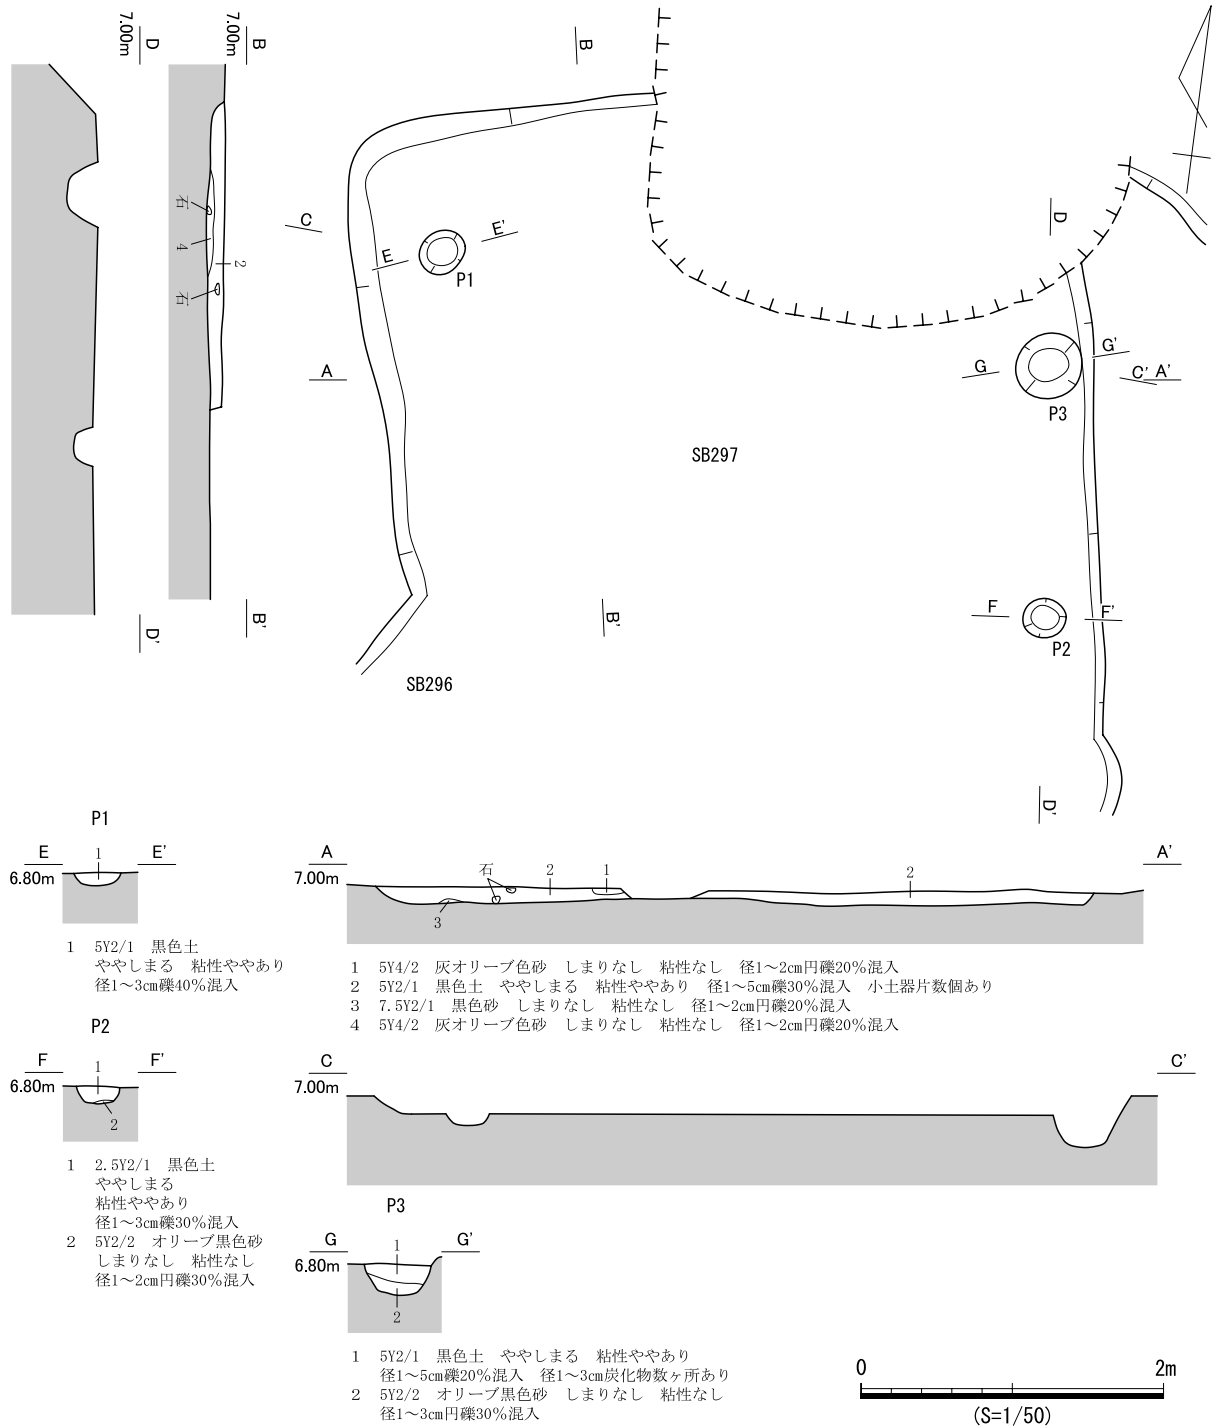 7.00m
D
7.00m
B
石
4
2
石
D'
B'
B
C
E
E'
P1
D
A
G
G'
C'
A'
P3
SB297
F
F'
P2
B'
SB296
D'
P1
E
1
E'
6.80m
1 5Y2/1 黒色土
ややしまる 粘性ややあり
径1〜3cm礫40%混入
P2
F
1
F'
6.80m
2
1 2.5Y2/1 黒色土
ややしまる
粘性ややあり
径1〜3cm礫30%混入
2 5Y2/2 オリーブ黒色砂
しまりなし 粘性なし
径1〜2cm円礫30%混入
A
A'
7.00m
石
2
1
2
3
1 5Y4/2 灰オリーブ色砂 しまりなし 粘性なし 径1〜2cm円礫20%混入
2 5Y2/1 黒色土 ややしまる 粘性ややあり 径1〜5cm礫30%混入 小土器片数個あり
3 7.5Y2/1 黒色砂 しまりなし 粘性なし 径1〜2cm円礫20%混入
4 5Y4/2 灰オリーブ色砂 しまりなし 粘性なし 径1〜2cm円礫20%混入
C
C'
7.00m
P3
G
1
G'
6.80m
2
1 5Y2/1 黒色土 ややしまる 粘性ややあり
径1〜5cm礫20%混入 径1〜3cm炭化物数ヶ所あり
2 5Y2/2 オリーブ黒色砂 しまりなし 粘性なし
径1〜3cm円礫30%混入
0
2m
(S=1/50)